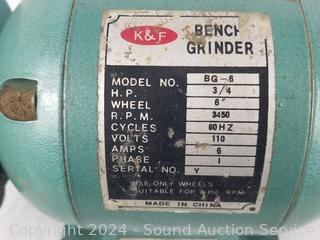 K&F
BENCH
GRINDER
MODEL NO. BG-6
H.P. 3/4
WHEEL 6"
R.P.M. 3450
CYCLES 60HZ
VOLTS 110
AMPS 6
PHASE 1
SERIAL NO. Y
USE ONLY WHEELS
SUITABLE FOR 3450 RPM
MADE IN CHINA
Copyright 2024 - Sound Auction Service